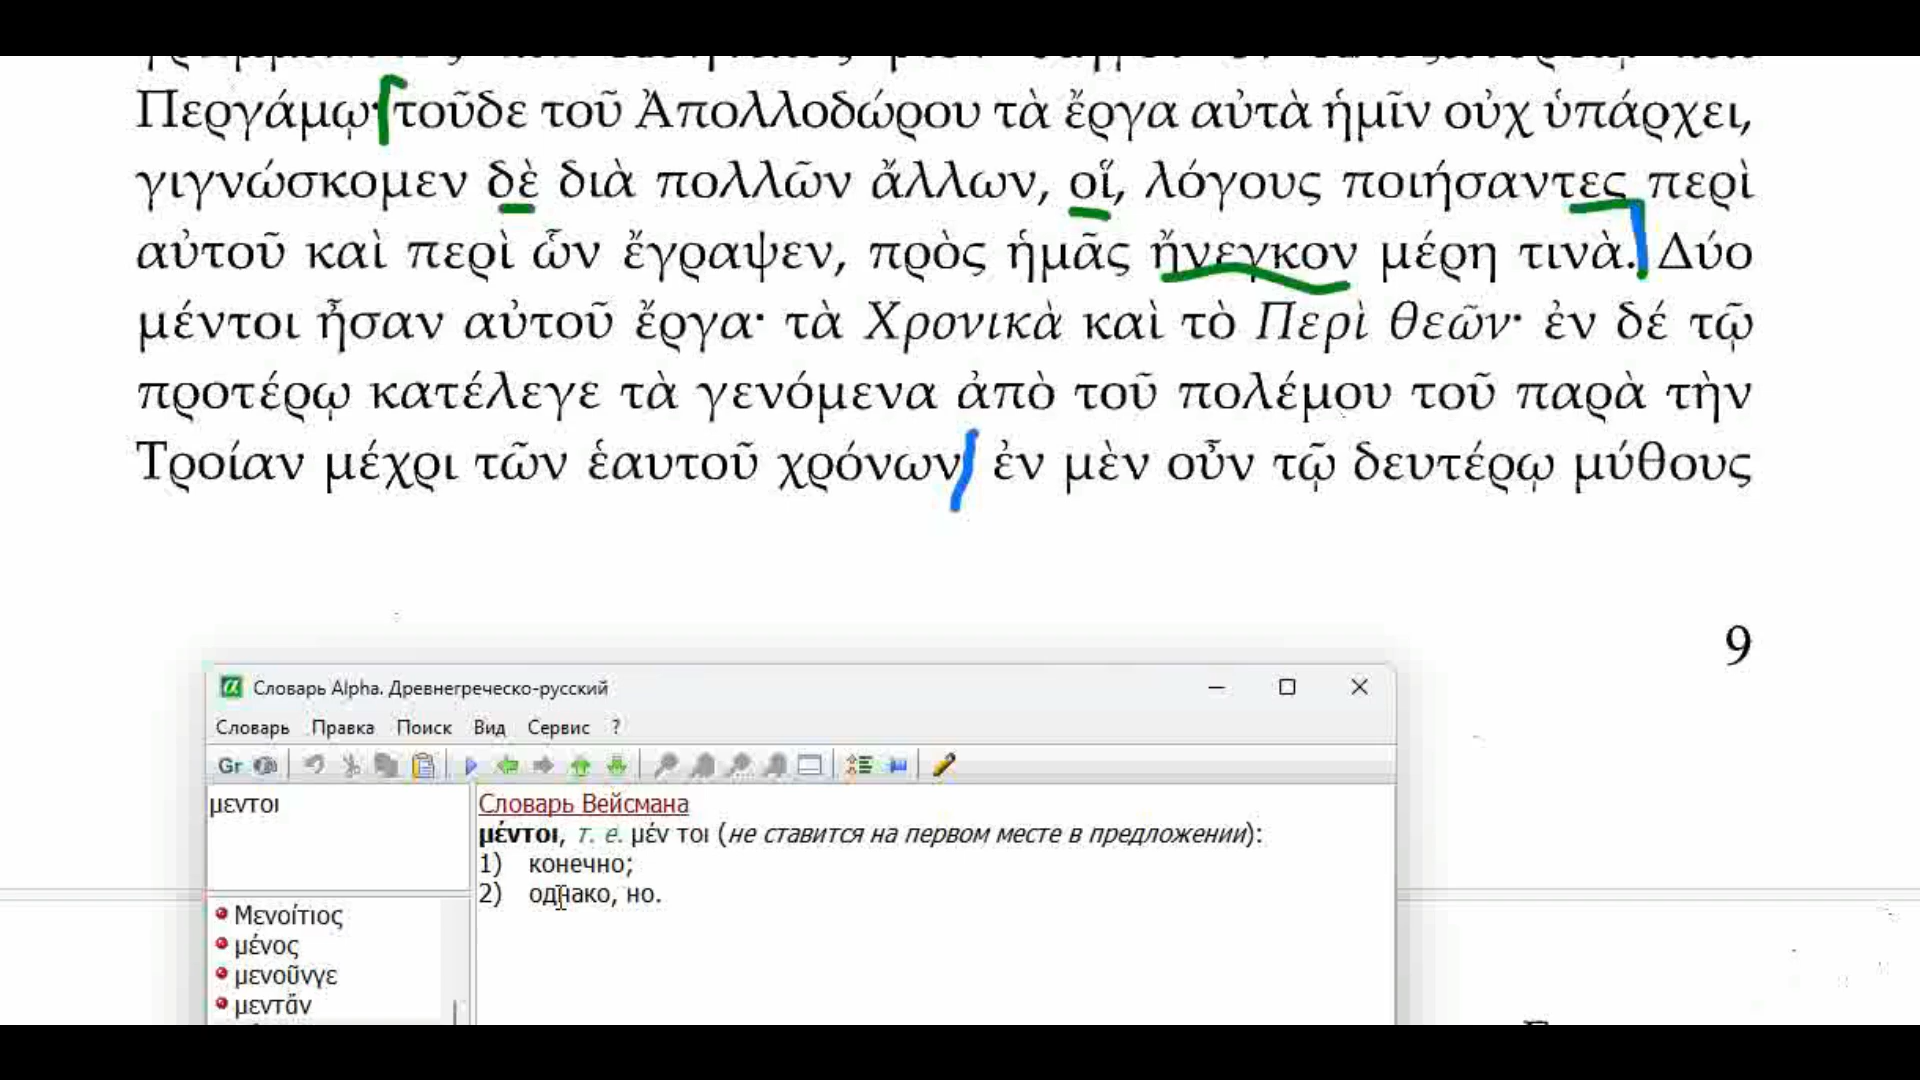 Περγάμῳ· τοῦδε τοῦ Ἀπολλοδώρου τὰ ἔργα αὐτὰ ἡμῖν οὐχ ὑπάρχει,
γιγνώσκομεν δὲ διὰ πολλῶν ἄλλων, οἵ, λόγους ποιήσαντες περὶ
αὐτοῦ καὶ περὶ ὧν ἔγραψεν, πρὸς ἡμᾶς ἤνεγκον μέρη τινὰ. Δύο
μέντοι ἦσαν αὐτοῦ ἔργα· τὰ Χρονικὰ καὶ τὸ Περὶ θεῶν· ἐν δέ τῷ
προτέρῳ κατέλεγε τὰ γενόμενα ἀπὸ τοῦ πολέμου τοῦ παρὰ τὴν
Τροίαν μέχρι τῶν ἑαυτοῦ χρόνων ἐν μὲν οὖν τῷ δευτέρῳ μύθους
9
Словарь Alpha. Древнегреческо-русский
Словарь Правка Поиск Вид Сервис ?
Gr
μεντοι
Словарь Вейсмана
μέντοι, т. е. μέν τοι (не ставится на первом месте в предложении):
1) конечно;
2) однако, но.
Μενοίτιος
μένος
μενοῦνγε
μεντἄν